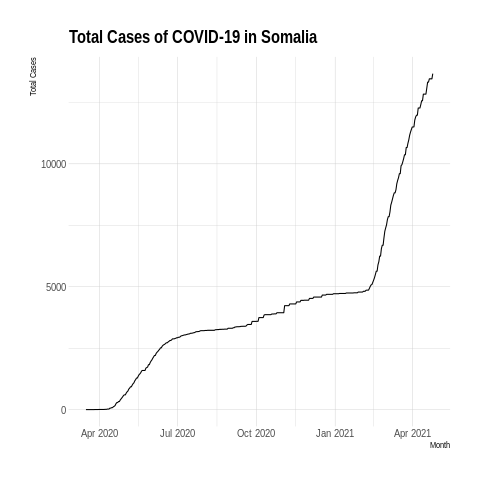 Total Cases of COVID-19 in Somalia
Total Cases
10000
5000
0
Apr 2020 Jul 2020 Oct 2020 Jan 2021 Apr 2021
Month